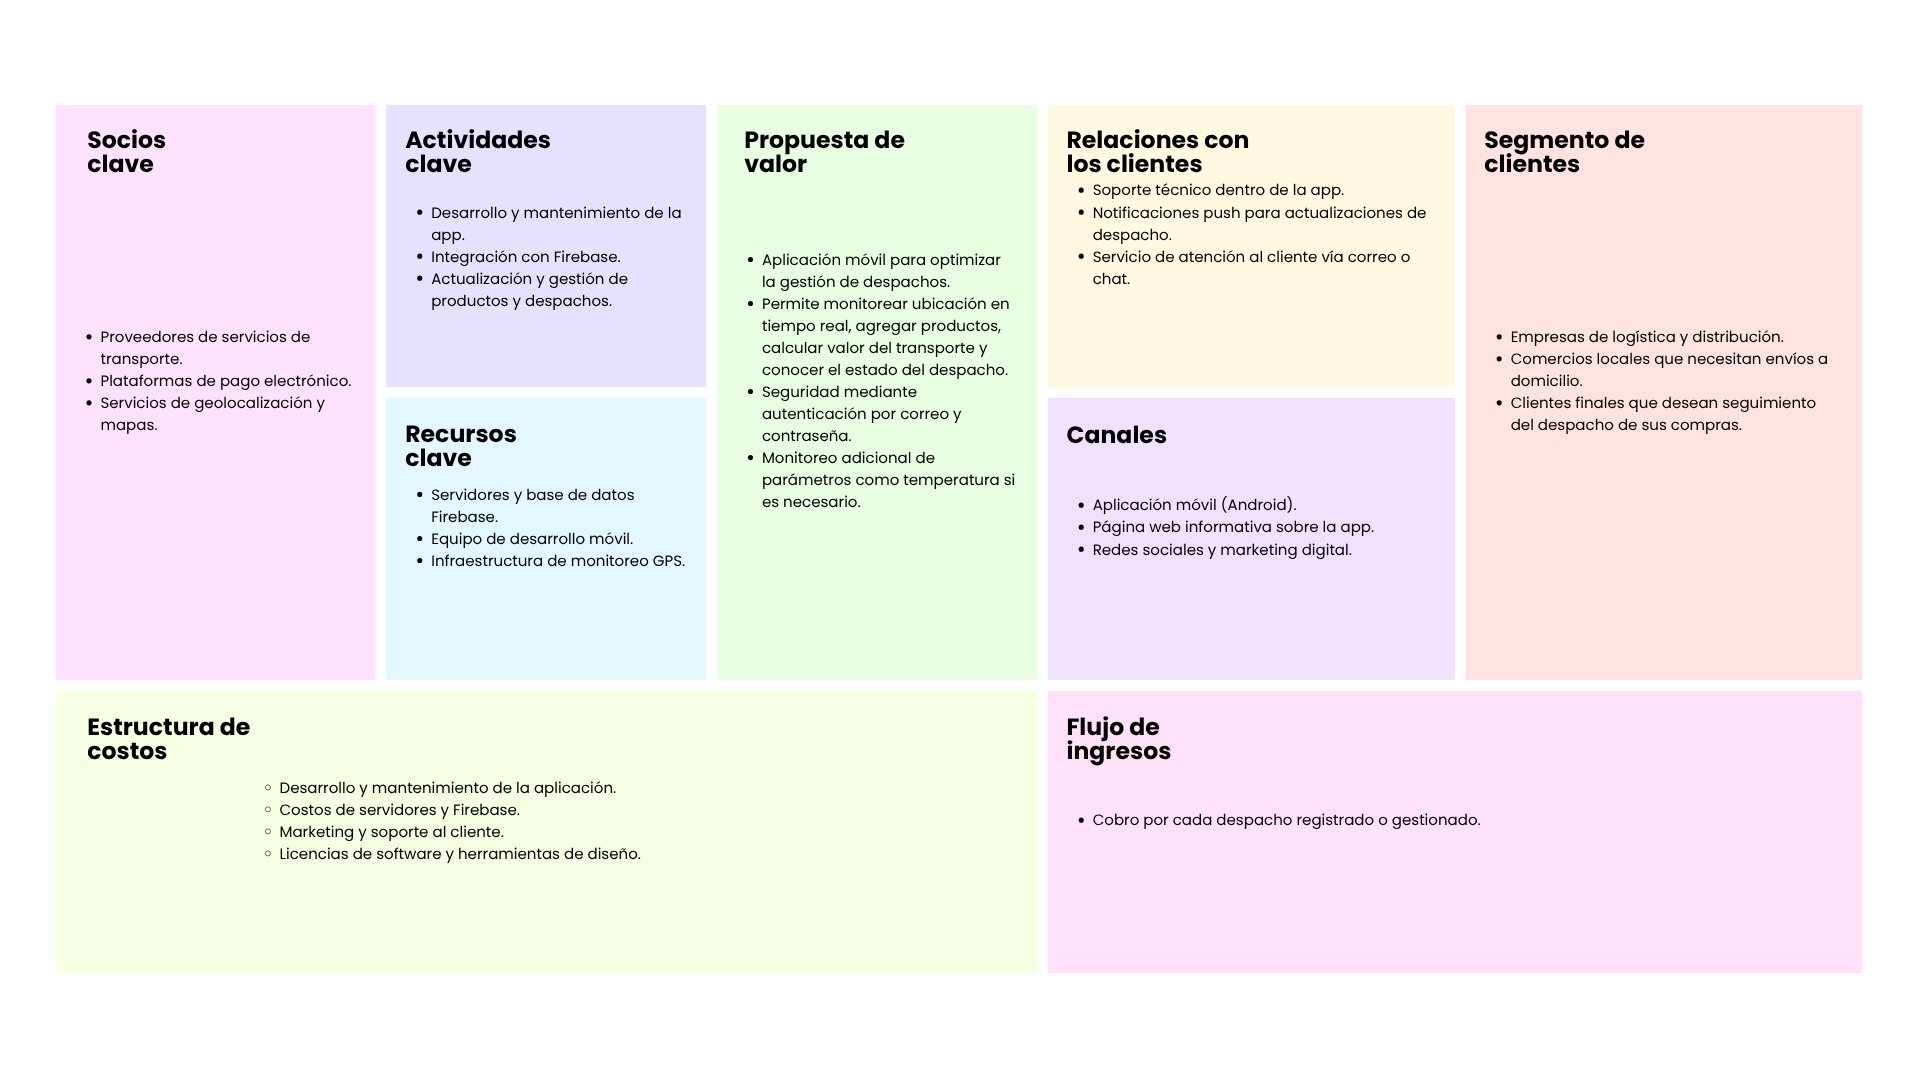 Socios
clave
Proveedores de servicios de
transporte.
Plataformas de pago electrónico.
Servicios de geolocalización y
mapas.
Actividades
clave
Desarrollo y mantenimiento de la
app.
Integración con Firebase.
Actualización y gestión de
productos y despachos.
Recursos
clave
Servidores y base de datos
Firebase.
Equipo de desarrollo móvil.
Infraestructura de monitoreo GPS.
Propuesta de
valor
Aplicación móvil para optimizar
la gestión de despachos.
Permite monitorear ubicación en
tiempo real, agregar productos,
calcular valor del transporte y
conocer el estado del despacho.
Seguridad mediante
autenticación por correo y
contraseña.
Monitoreo adicional de
parámetros como temperatura si
es necesario.
Relaciones con
los clientes
Soporte técnico dentro de la app.
Notificaciones push para actualizaciones de
despacho.
Servicio de atención al cliente vía correo o
chat.
Canales
Aplicación móvil (Android).
Página web informativa sobre la app.
Redes sociales y marketing digital.
Segmento de
clientes
Empresas de logística y distribución.
Comercios locales que necesitan envíos a
domicilio.
Clientes finales que desean seguimiento
del despacho de sus compras.
Estructura de
costos
Desarrollo y mantenimiento de la aplicación.
Costos de servidores y Firebase.
Marketing y soporte al cliente.
Licencias de software y herramientas de diseño.
Flujo de
ingresos
Cobro por cada despacho registrado o gestionado.